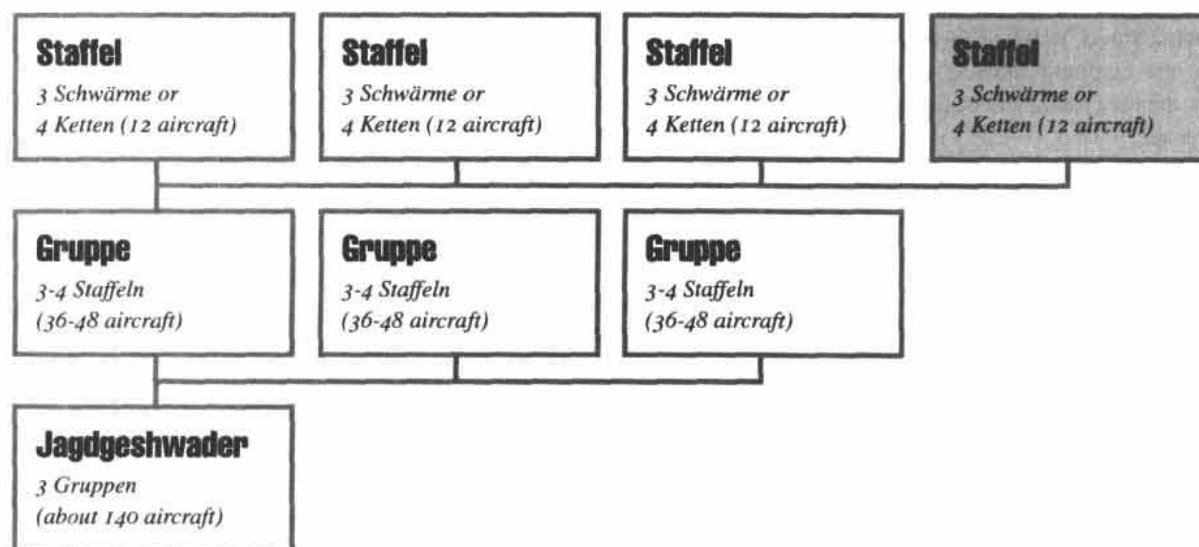 Staffel
3 Schwärme or
4 Ketten (12 aircraft)
Staffel
3 Schwärme or
4 Ketten (12 aircraft)
Staffel
3 Schwärme or
4 Ketten (12 aircraft)
Staffel
3 Schwärme or
4 Ketten (12 aircraft)
Gruppe
3-4 Staffeln
(36-48 aircraft)
Gruppe
3-4 Staffeln
(36-48 aircraft)
Gruppe
3-4 Staffeln
(36-48 aircraft)
Jagdgeshwader
3 Gruppen
(about 140 aircraft)